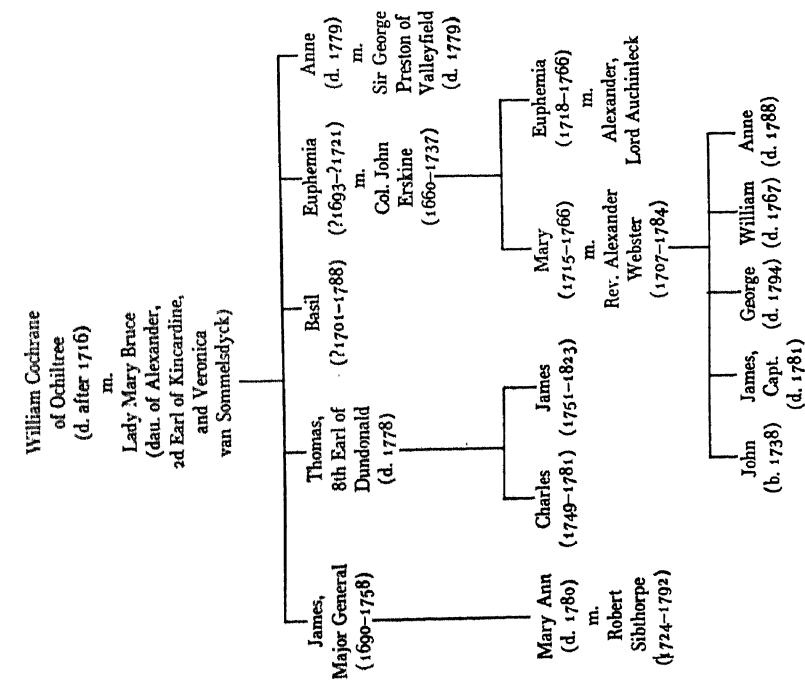 William Cochrane
of Ochiltree
(d. after 1716)
m.
Lady Mary Bruce
(dau. of Alexander,
2d Earl of Kincardine,
and Veronica
van Sommelsdyck)
James,
Major General
(1690–1758)
Thomas,
8th Earl of
Dundonald
(d. 1778)
Basil
(?1701–1788)
Euphemia
(?1693–?1721)
m.
Col. John
Erskine
(1660–1737)
Anne
(d. 1779)
m.
Sir George
Preston of
Valleyfield
(d. 1779)
Mary Ann
(d. 1780)
m.
Robert
Sibthorpe
(1724–1792)
Charles
(1749–1781)
James
(1751–1823)
Mary
(1715–1766)
m.
Rev. Alexander
Webster
(1707–1784)
Euphemia
(1718–1766)
m.
Alexander,
Lord Auchinleck
John
(b. 1738)
James,
Capt.
(d. 1781)
George
(d. 1794)
William
(d. 1767)
Anne
(d. 1788)